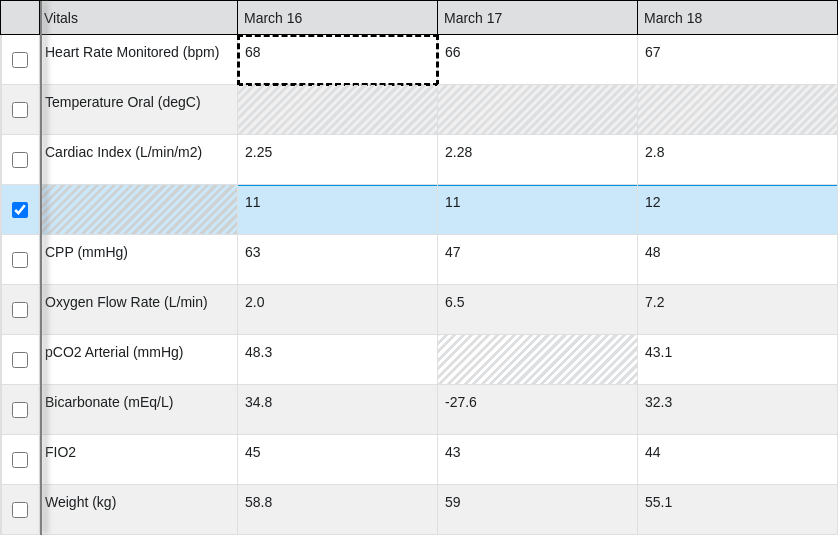 Vitals March 16 March 17 March 18
Heart Rate Monitored (bpm) 68 66 67
Temperature Oral (degC)
Cardiac Index (L/min/m2) 2.25 2.28 2.8
11 11 12
CPP (mmHg) 63 47 48
Oxygen Flow Rate (L/min) 2.0 6.5 7.2
pCO2 Arterial (mmHg) 48.3 43.1
Bicarbonate (mEq/L) 34.8 -27.6 32.3
FIO2 45 43 44
Weight (kg) 58.8 59 55.1